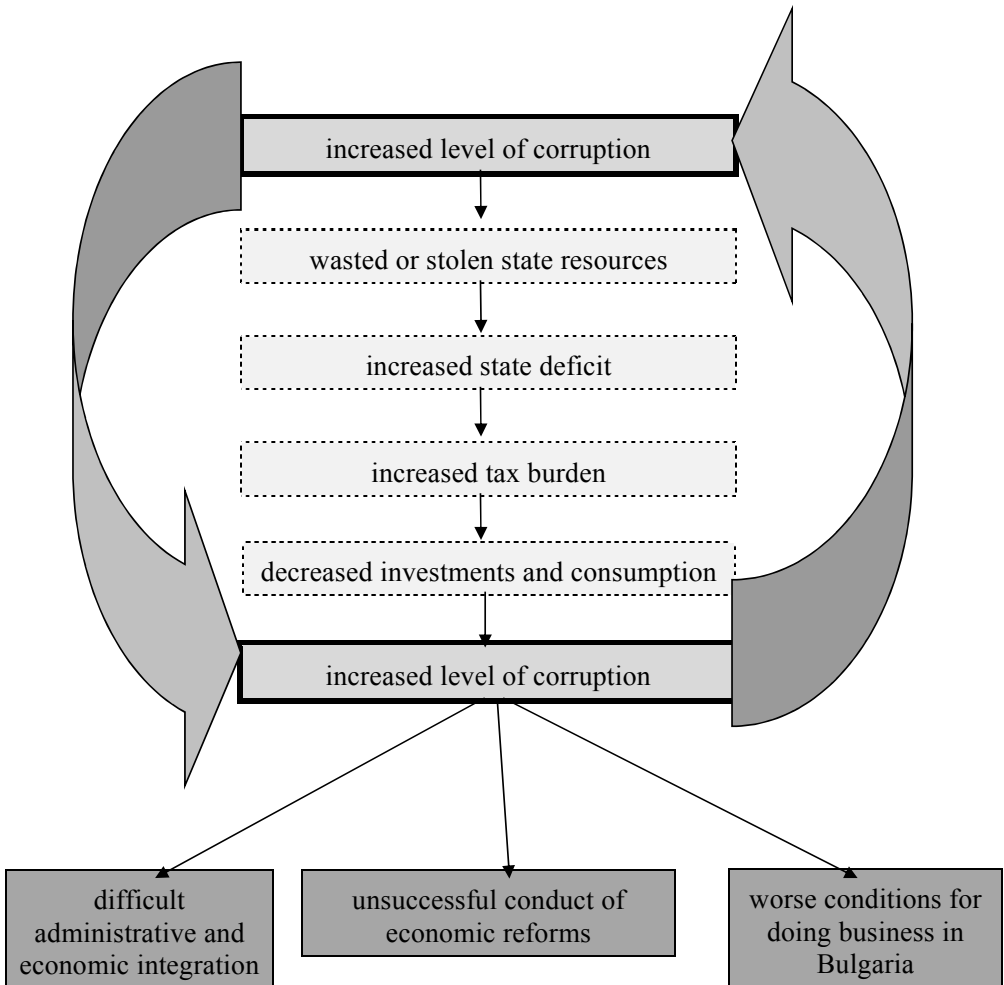 increased level of corruption
wasted or stolen state resources
increased state deficit
increased tax burden
decreased investments and consumption
increased level of corruption
difficult
administrative and
economic integration
unsuccessful conduct of
economic reforms
worse conditions for
doing business in
Bulgaria